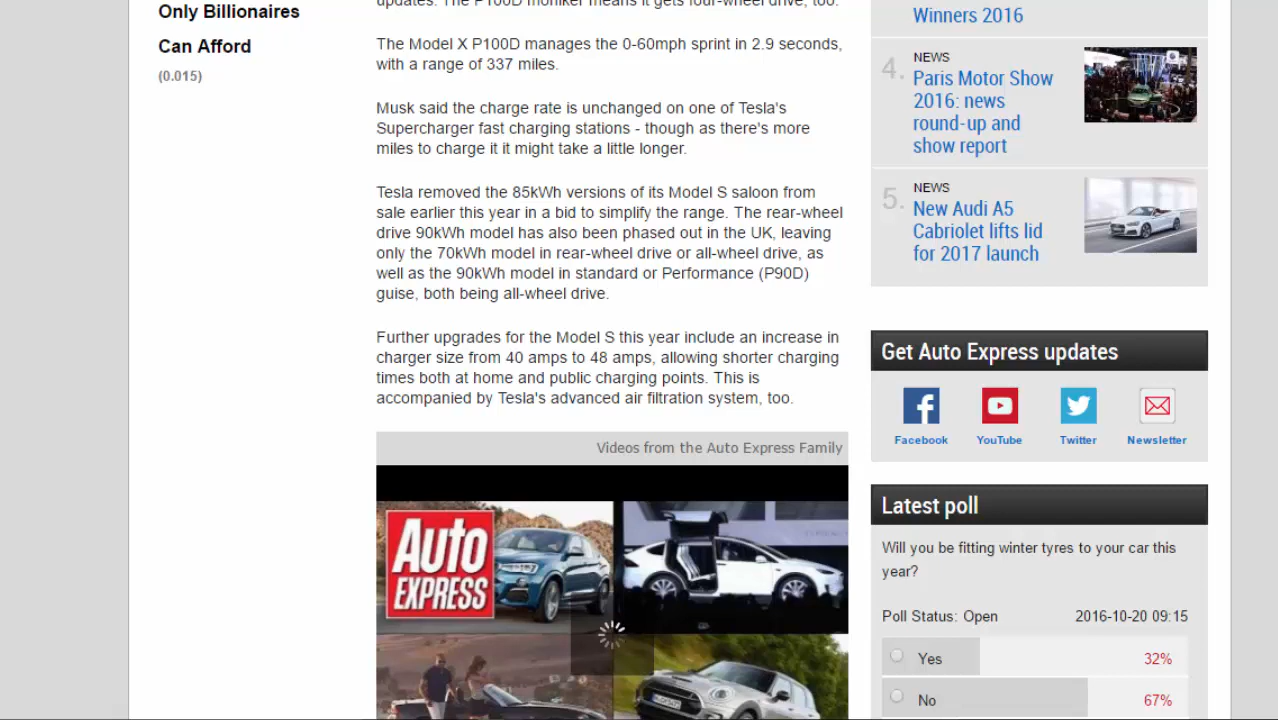 Only Billionaires
Can Afford
(0.015)
updates. The P100D moniker means it gets four-wheel drive, too.
The Model X P100D manages the 0-60mph sprint in 2.9 seconds,
with a range of 337 miles.
Musk said the charge rate is unchanged on one of Tesla's
Supercharger fast charging stations - though as there's more
miles to charge it it might take a little longer.
Tesla removed the 85kWh versions of its Model S saloon from
sale earlier this year in a bid to simplify the range. The rear-wheel
drive 90kWh model has also been phased out in the UK, leaving
only the 70kWh model in rear-wheel drive or all-wheel drive, as
well as the 90kWh model in standard or Performance (P90D)
guise, both being all-wheel drive.
Further upgrades for the Model S this year include an increase in
charger size from 40 amps to 48 amps, allowing shorter charging
times both at home and public charging points. This is
accompanied by Tesla's advanced air filtration system, too.
Videos from the Auto Express Family
Auto
EXPRESS
Winners 2016
4.
NEWS
Paris Motor Show
2016: news
round-up and
show report
5.
NEWS
New Audi A5
Cabriolet lifts lid
for 2017 launch
Get Auto Express updates
Facebook
YouTube
Twitter
Newsletter
Latest poll
Will you be fitting winter tyres to your car this
year?
Poll Status: Open 2016-10-20 09:15
Yes 32%
No 67%